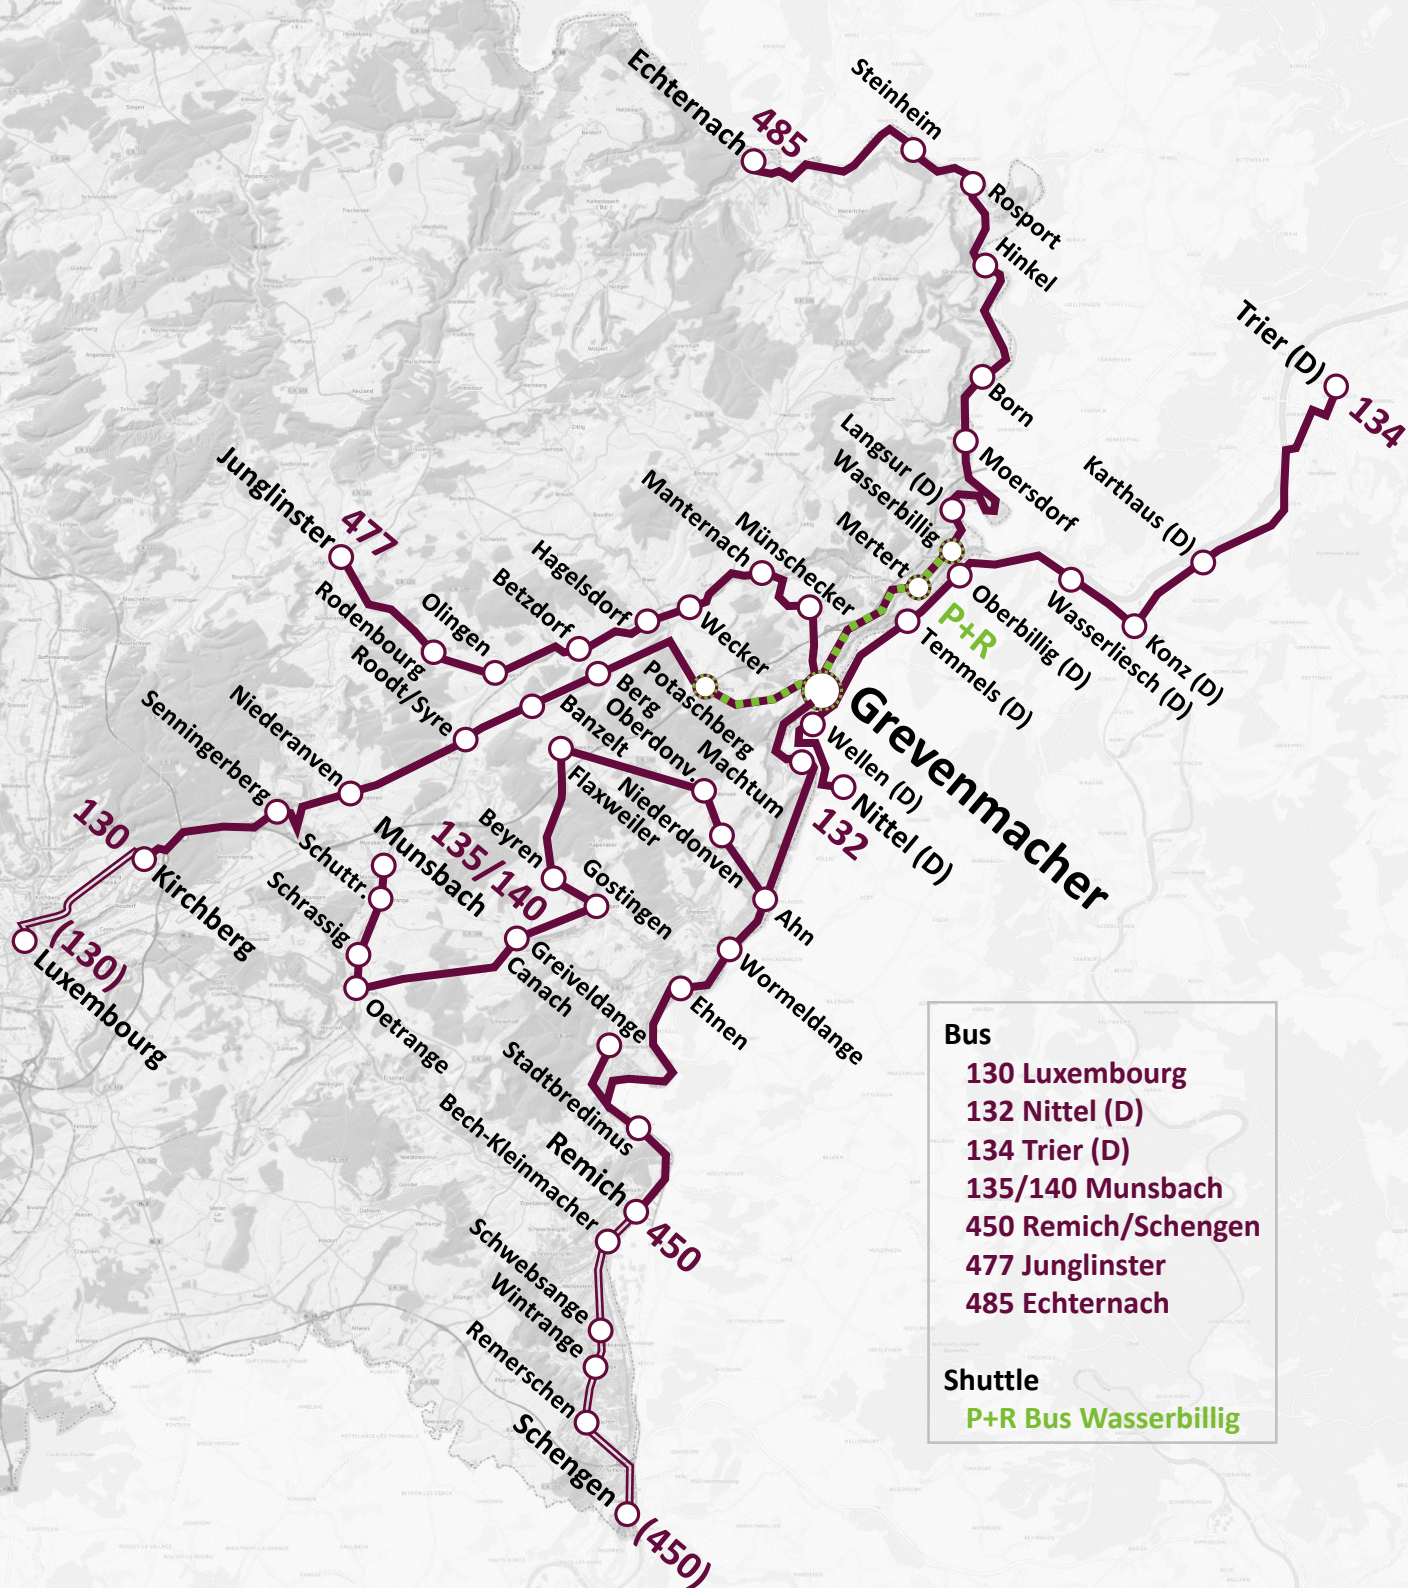 Echternach
485
Steinheim
Rosport
Hinkel
Trier (D)
134
Born
Langsur (D)
Wasserbillig
Moersdorf
Karthaus (D)
Mertert
Junglinster
477
Manternach
Münschecker
Hagelsdorf
Betzdorf
Olingen
Rodenbourg
Wecker
P+R
Oberbillig (D)
Wasserliesch (D)
Konz (D)
Temmels (D)
Roodt/Syre
Niederanven
Senningerberg
Potaschberg
Berg
Oberdonv.
Banzelt
Machtum
Grevenmacher
Wellen (D)
Nittel (D)
132
Flaxweiler
Niederdonven
Beyren
130
Kirchberg
Schuttr.
Munsbach
135/140
Schrassig
Gostingen
(130)
Luxembourg
Ahn
Greiveldange
Canach
Wormeldange
Oetrange
Ehnen
Stadtbredimus
Bech-Kleinmacher
Remich
450
Schwebsange
Wintrange
Remerschen
Schengen
(450)
Bus
130 Luxembourg
132 Nittel (D)
134 Trier (D)
135/140 Munsbach
450 Remich/Schengen
477 Junglinster
485 Echternach
Shuttle
P+R Bus Wasserbillig